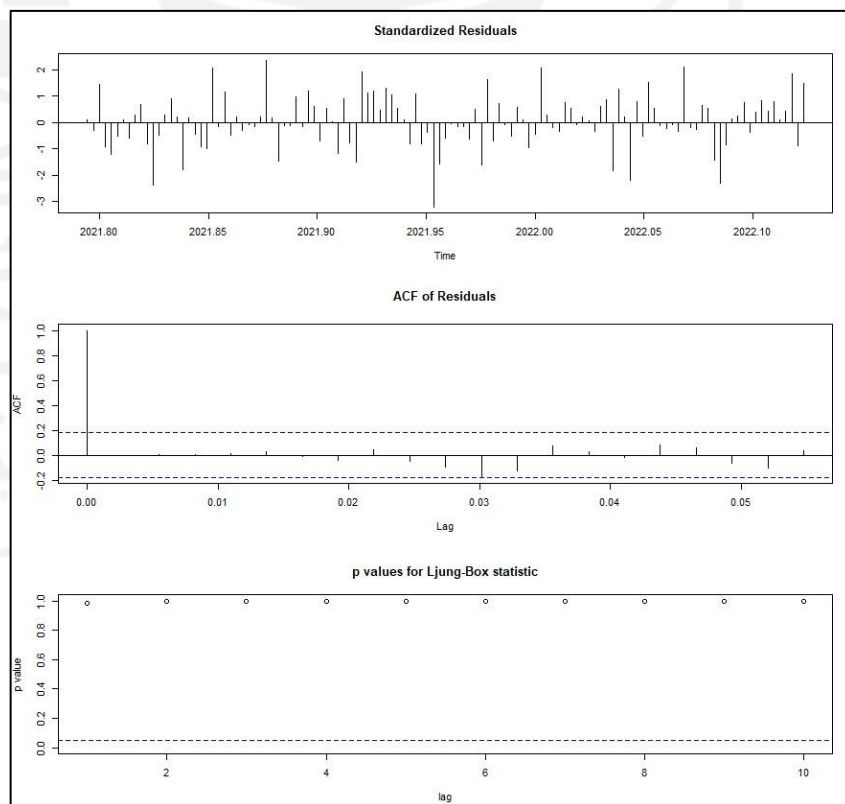 Standardized Residuals
2
1
0
-1
-2
-3
2021.80 2021.85 2021.90 2021.95 2022.00 2022.05 2022.10
Time
ACF of Residuals
1.0
0.8
0.6
0.4
0.2
0.0
-0.2
ACF
0.00 0.01 0.02 0.03 0.04 0.05
Lag
p values for Ljung-Box statistic
1.0
0.8
0.6
0.4
0.2
0.0
p value
2 4 6 8 10
lag